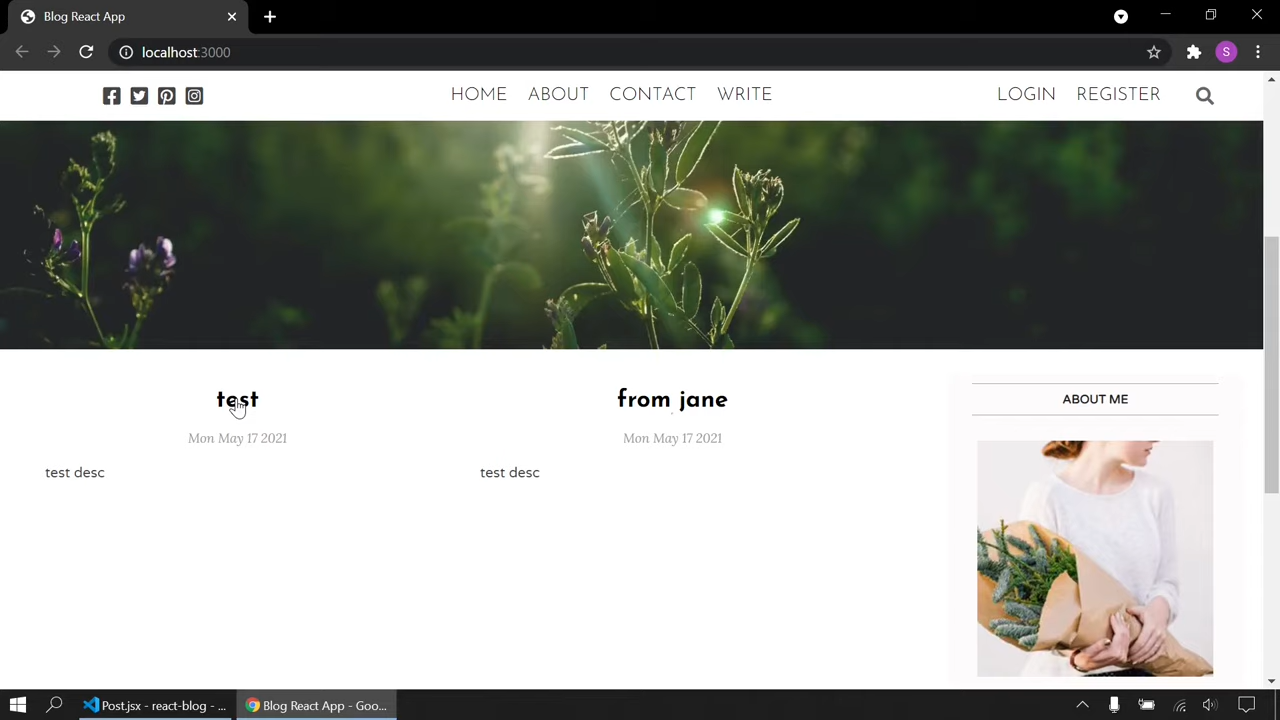 Blog React App
localhost:3000
S
HOME ABOUT CONTACT WRITE
LOGIN REGISTER
test
Mon May 17 2021
test desc
from jane
Mon May 17 2021
test desc
ABOUT ME
Post.jsx - react-blog - ...
Blog React App - Goo...